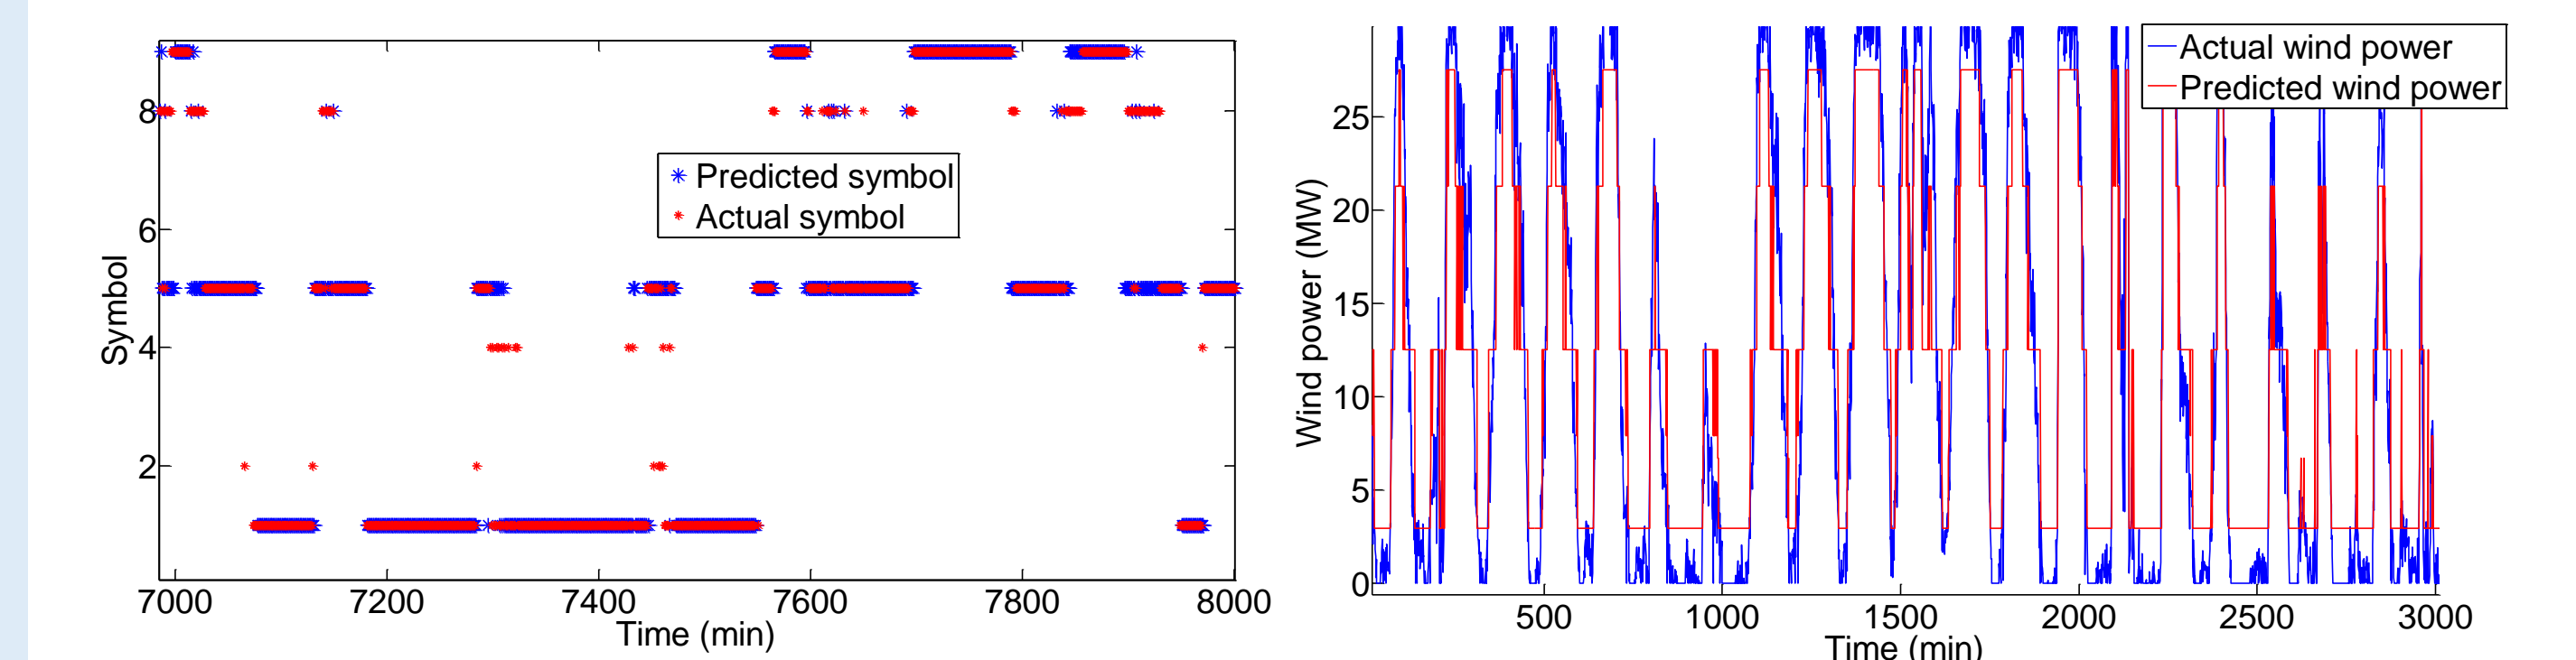 8
6
4
2
Symbol
Predicted symbol
Actual symbol
7000 7200 7400 7600 7800 8000
Time (min)
25
20
15
10
5
0
Wind power (MW)
Actual wind power
Predicted wind power
500 1000 1500 2000 2500 3000
Time (min)